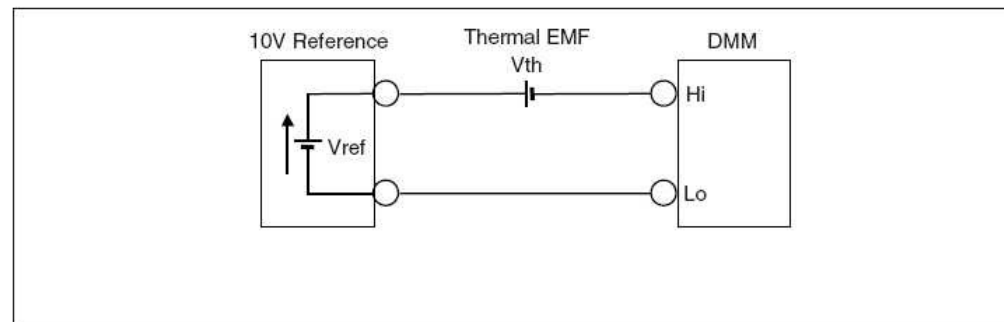 10V Reference
Thermal EMF
DMM
Vth
Hi
Vref
Lo